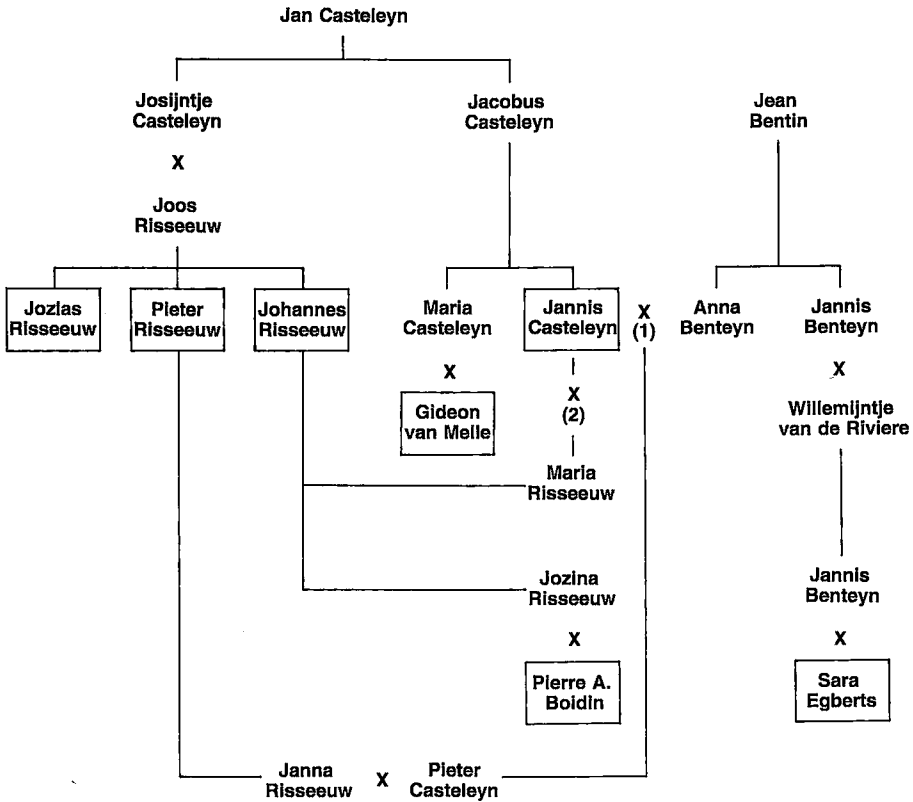 Jan Casteleyn
Josijntje
Casteleyn
Jacobus
Casteleyn
Jean
Bentin
X
Joos
Risseeuw
Jozias
Risseeuw
Pieter
Risseeuw
Johannes
Risseeuw
Maria
Casteleyn
Jannis
Casteleyn
X
(1)
Anna
Benteyn
Jannis
Benteyn
X
Gideon
van Melle
X
(2)
X
Willemijntje
van de Riviere
Maria
Risseeuw
Jozina
Risseeuw
Jannis
Benteyn
X
X
Pierre A.
Boidin
Sara
Egberts
Janna
Risseeuw
X
Pieter
Casteleyn